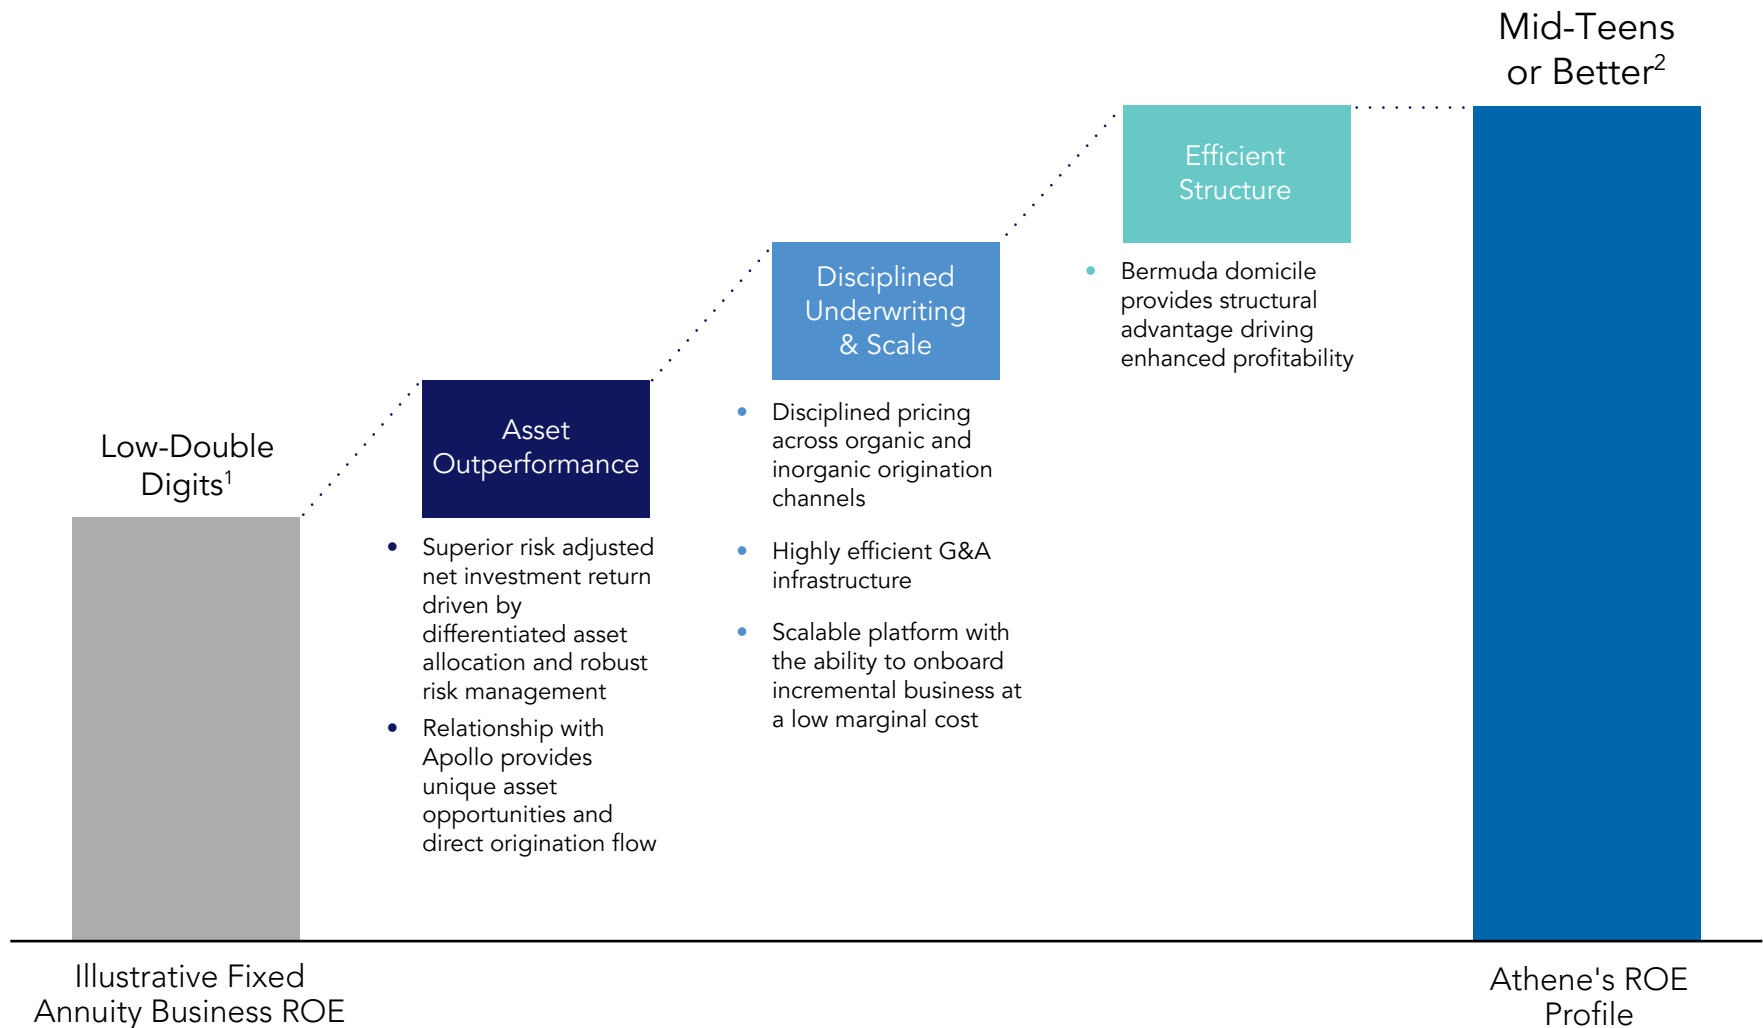 Low-Double
Digits1
Illustrative Fixed
Annuity Business ROE
Asset
Outperformance
• Superior risk adjusted
net investment return
driven by
differentiated asset
allocation and robust
risk management
• Relationship with
Apollo provides
unique asset
opportunities and
direct origination flow
Disciplined
Underwriting
& Scale
• Disciplined pricing
across organic and
inorganic origination
channels
• Highly efficient G&A
infrastructure
• Scalable platform with
the ability to onboard
incremental business at
a low marginal cost
Efficient
Structure
• Bermuda domicile
provides structural
advantage driving
enhanced profitability
Mid-Teens
or Better2
Athene's ROE
Profile